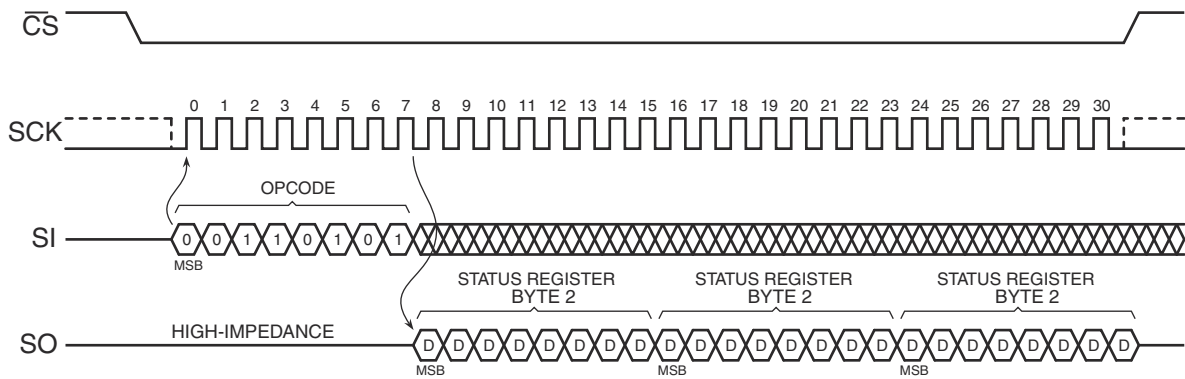 CS
0 1 2 3 4 5 6 7 8 9 10 11 12 13 14 15 16 17 18 19 20 21 22 23 24 25 26 27 28 29 30
SCK
OPCODE
SI 0 0 1 1 0 1 0 1
MSB
STATUS REGISTER STATUS REGISTER STATUS REGISTER
BYTE 2 BYTE 2 BYTE 2
HIGH-IMPEDANCE
SO D D D D D D D D D D D D D D D D D D D D D D D D
MSB MSB MSB